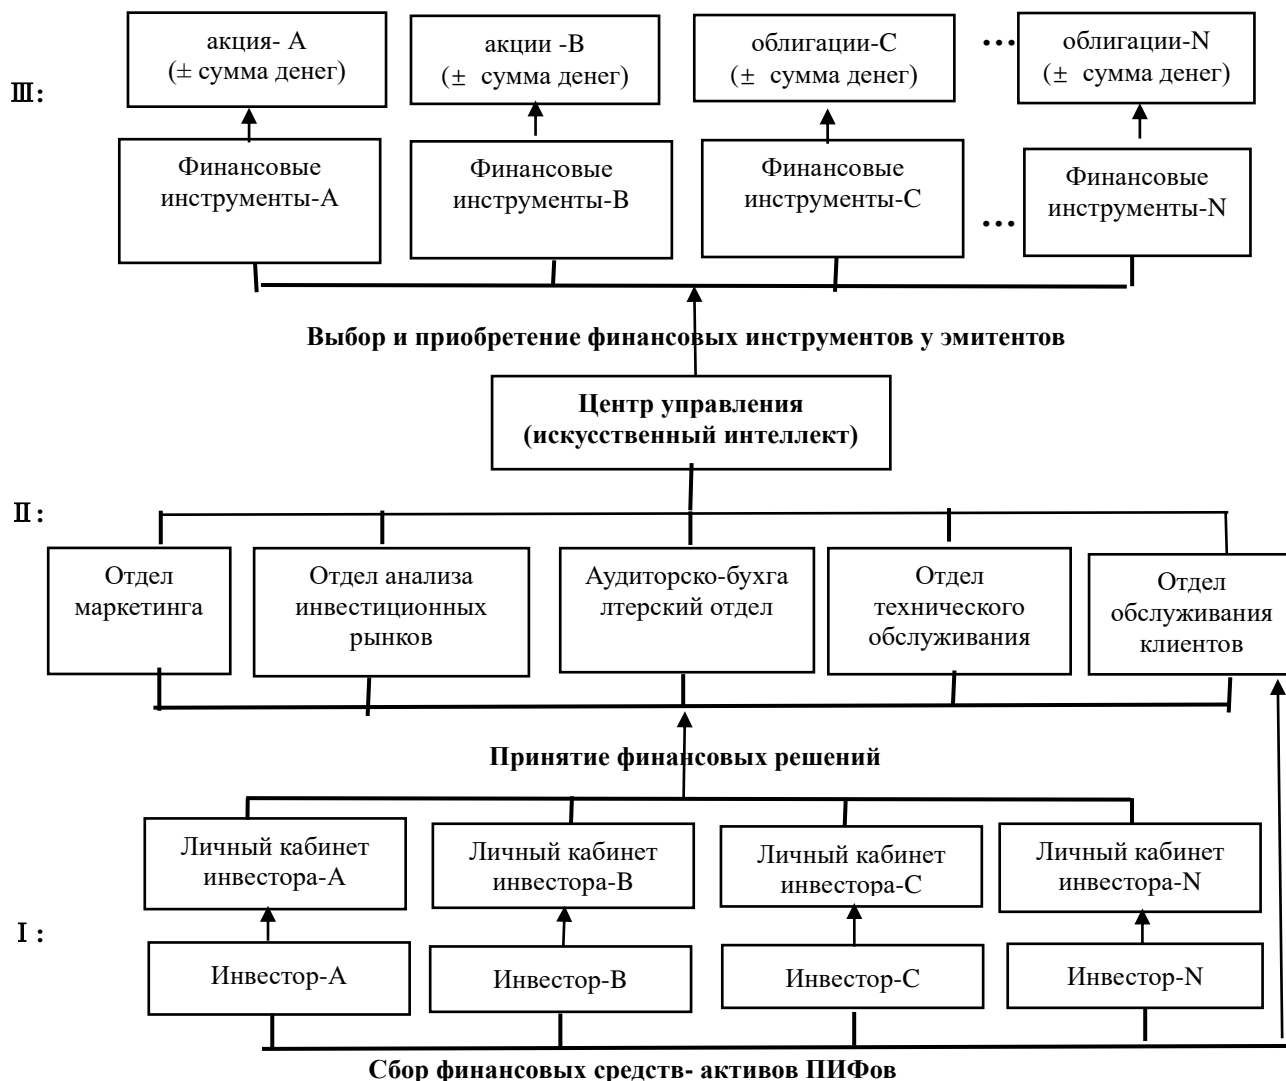 акция- А
(± сумма денег)
акции -В
(± сумма денег)
облигации-С
(± сумма денег)
...
облигации-N
(± сумма денег)
Ⅲ:
Финансовые
инструменты-А
Финансовые
инструменты-В
Финансовые
инструменты-С
...
Финансовые
инструменты-N
Выбор и приобретение финансовых инструментов у эмитентов
Центр управления
(искусственный интеллект)
Ⅱ:
Отдел
маркетинга
Отдел анализа
инвестиционных
рынков
Аудиторско-бухга
лтерский отдел
Отдел
технического
обслуживания
Отдел
обслуживания
клиентов
Принятие финансовых решений
Личный кабинет
инвестора-А
Личный кабинет
инвестора-В
Личный кабинет
инвестора-С
Личный кабинет
инвестора-N
Ⅰ:
Инвестор-А
Инвестор-В
Инвестор-С
Инвестор-N
Сбор финансовых средств- активов ПИФов